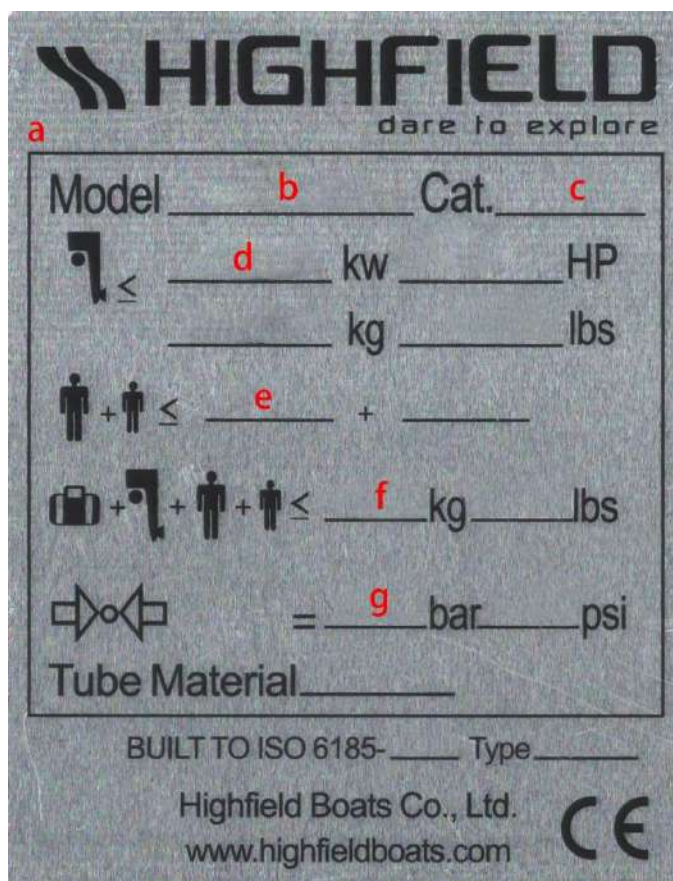 HIGHFIELD
dare to explore
a
Model b Cat. c
≤ d kw HP
kg lbs
+ ≤ e +
+ + + ≤ f kg lbs
= g bar psi
Tube Material
BUILT TO ISO 6185- Type
Highfield Boats Co., Ltd.
www.highfieldboats.com CE